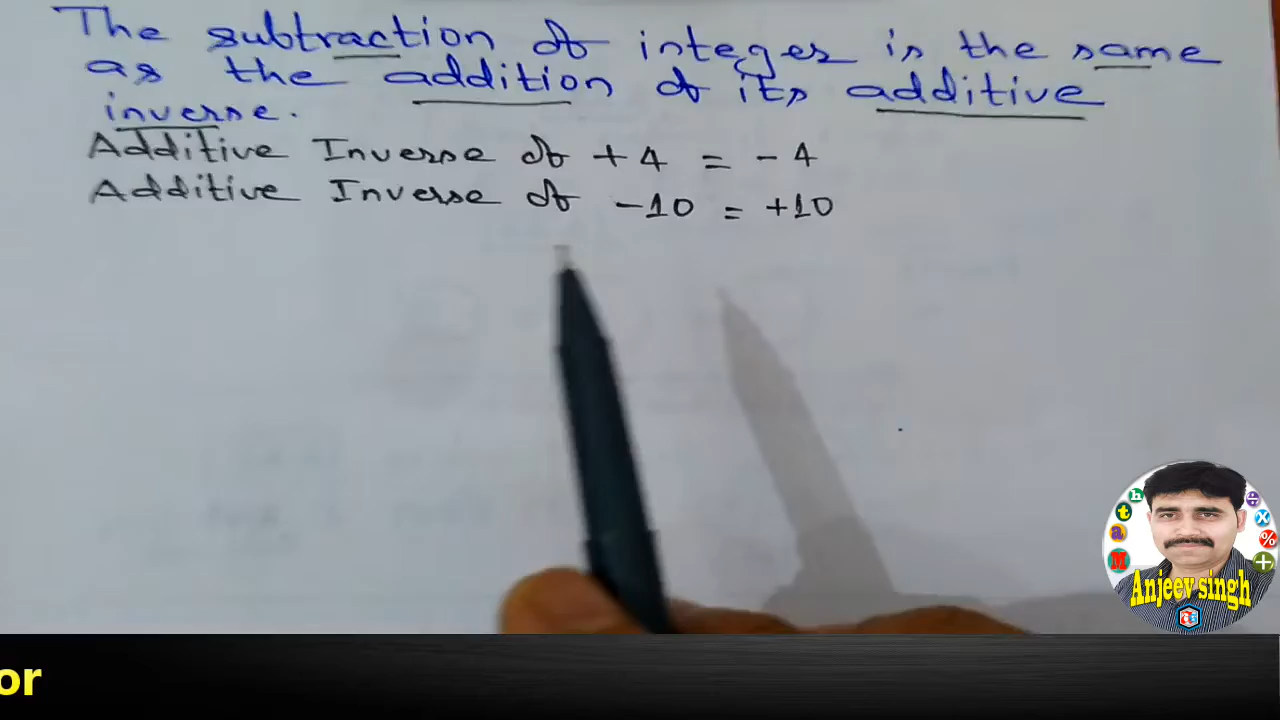 The subtraction of integer is the same
as the addition of its additive
inverse.
Additive Inverse of +4 = -4
Additive Inverse of -10 = +10
h
t
a
M
÷
x
%
+
Anjeev singh
or